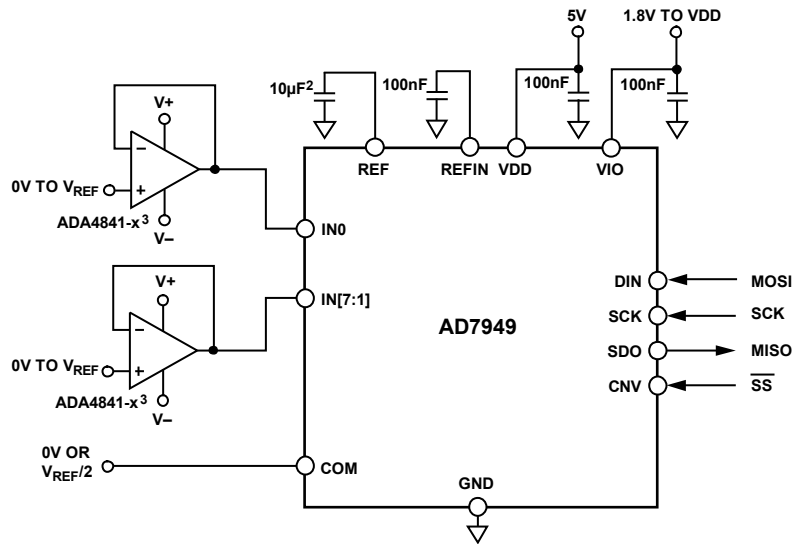 5V
1.8V TO VDD
10µF2
100nF
100nF
100nF
V+
REF
REFIN
VDD
VIO
−
+
0V TO VREF
ADA4841-x3
V−
IN0
V+
IN[7:1]
DIN
MOSI
−
AD7949
SCK
SCK
SDO
MISO
0V TO VREF
+
CNV
SS
ADA4841-x3
V−
0V OR
VREF/2
COM
GND